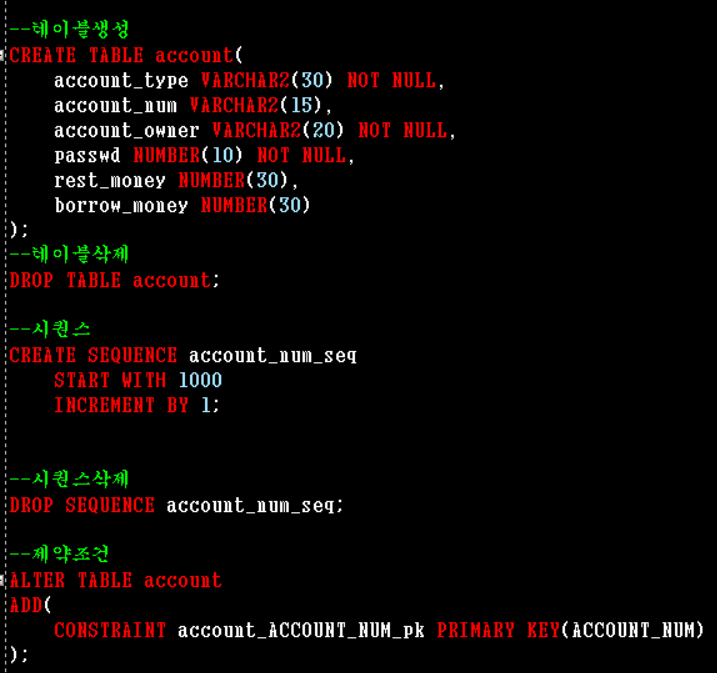 --테이블생성
CREATE TABLE account(
    account_type VARCHAR2(30) NOT NULL,
    account_num VARCHAR2(15),
    account_owner VARCHAR2(20) NOT NULL,
    passwd NUMBER(10) NOT NULL,
    rest_money NUMBER(30),
    borrow_money NUMBER(30)
);
--테이블삭제
DROP TABLE account;
--시퀀스
CREATE SEQUENCE account_num_seq
    START WITH 1000
    INCREMENT BY 1;
--시퀀스삭제
DROP SEQUENCE account_num_seq;
--제약조건
ALTER TABLE account
ADD(
    CONSTRAINT account_ACCOUNT_NUM_pk PRIMARY KEY(ACCOUNT_NUM)
);